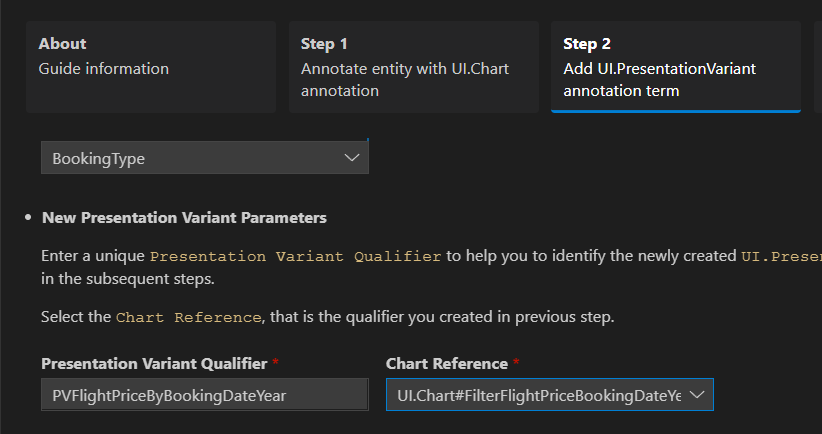 About
Guide information
Step 1
Annotate entity with UI.Chart
annotation
Step 2
Add UI.PresentationVariant
annotation term
BookingType
• New Presentation Variant Parameters
Enter a unique Presentation Variant Qualifier to help you to identify the newly created UI.Prese
in the subsequent steps.
Select the Chart Reference, that is the qualifier you created in previous step.
Presentation Variant Qualifier *
Chart Reference *
PVFlightPriceByBookingDateYear
UI.Chart#FilterFlightPriceBookingDateYe